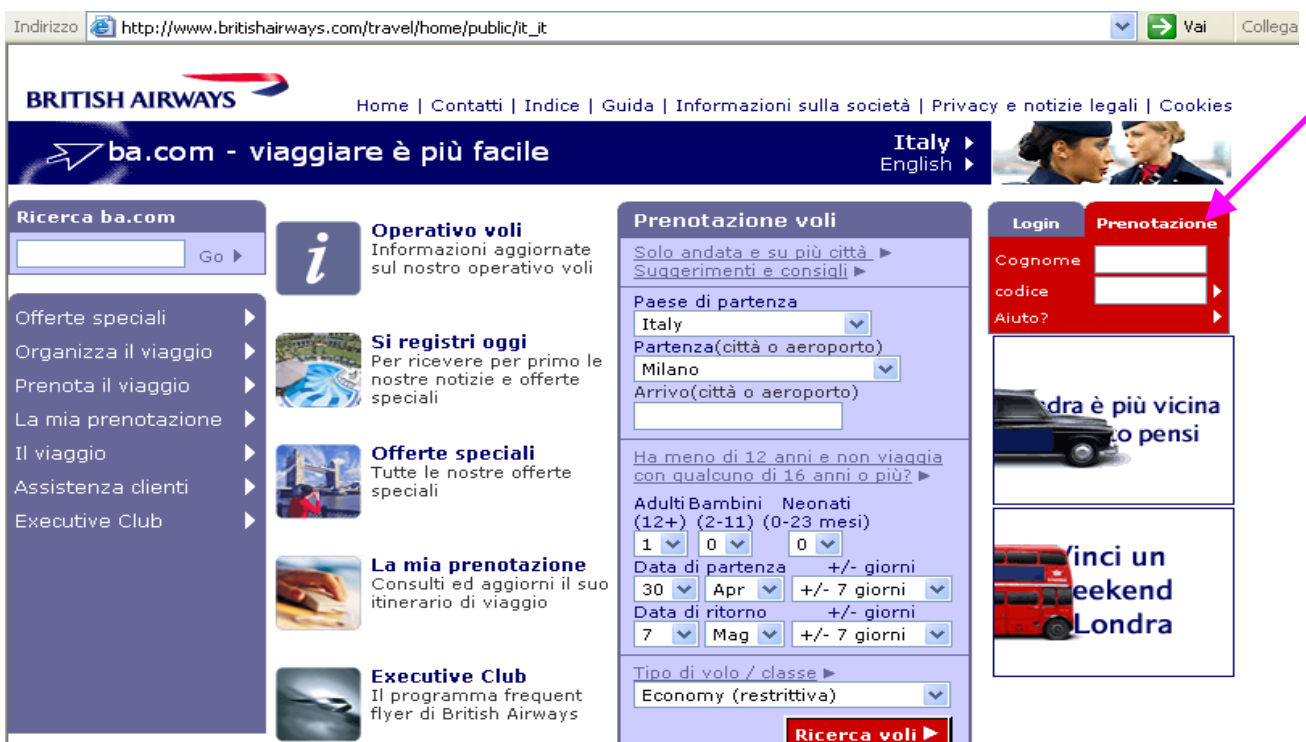 Indirizzo http://www.britishairways.com/travel/home/public/it_it Vai Collega
BRITISH AIRWAYS
Home | Contatti | Indice | Guida | Informazioni sulla società | Privacy e notizie legali | Cookies
ba.com - viaggiare è più facile
Italy
English
Ricerca ba.com
Go
Offerte speciali
Organizza il viaggio
Prenota il viaggio
La mia prenotazione
Il viaggio
Assistenza clienti
Executive Club
i
Operativo voli
Informazioni aggiornate
sul nostro operativo voli
Si registri oggi
Per ricevere per primo le
nostre notizie e offerte
speciali
Offerte speciali
Tutte le nostre offerte
speciali
La mia prenotazione
Consulti ed aggiorni il suo
itinerario di viaggio
Executive Club
Il programma frequent
flyer di British Airways
Prenotazione voli
Solo andata e su più città
Suggerimenti e consigli
Paese di partenza
Italy
Partenza(città o aeroporto)
Milano
Arrivo(città o aeroporto)
Ha meno di 12 anni e non viaggia
con qualcuno di 16 anni o più?
Adulti Bambini Neonati
(12+) (2-11) (0-23 mesi)
1 0 0
Data di partenza +/- giorni
30 Apr +/- 7 giorni
Data di ritorno +/- giorni
7 Mag +/- 7 giorni
Tipo di volo / classe
Economy (restrittiva)
Ricerca voli
Login Prenotazione
Cognome
codice
Aiuto?
è più vicina
pensi
un
Londra